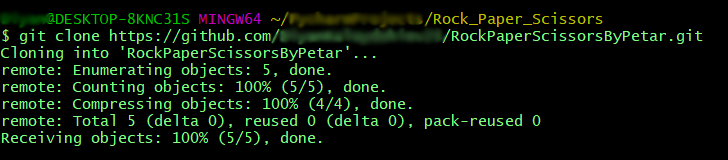 @DESKTOP-8KNC31S MINGW64 ~/ /Rock_Paper_Scissors
$ git clone https://github.com/ /RockPaperScissorsByPetar.git
Cloning into 'RockPaperScissorsByPetar'...
remote: Enumerating objects: 5, done.
remote: Counting objects: 100% (5/5), done.
remote: Compressing objects: 100% (4/4), done.
remote: Total 5 (delta 0), reused 0 (delta 0), pack-reused 0
Receiving objects: 100% (5/5), done.